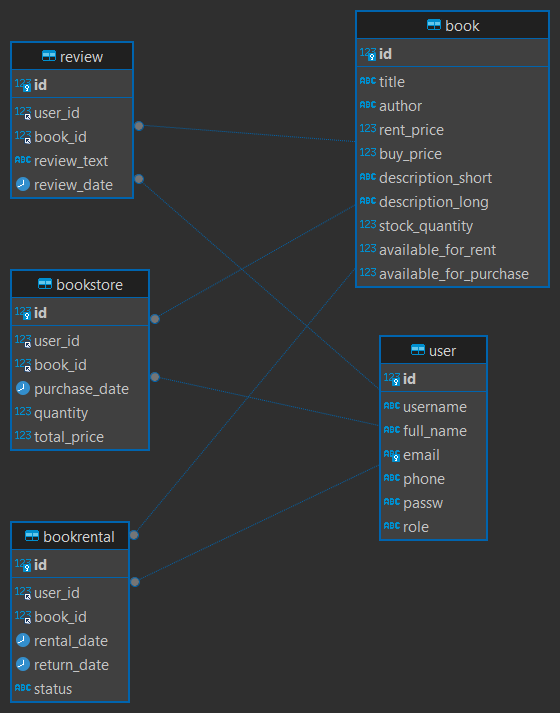 review
123 id
123 user_id
123 book_id
ABC review_text
review_date
book
123 id
ABC title
ABC author
123 rent_price
123 buy_price
ABC description_short
ABC description_long
123 stock_quantity
123 available_for_rent
123 available_for_purchase
bookstore
123 id
123 user_id
123 book_id
purchase_date
123 quantity
123 total_price
user
123 id
ABC username
ABC full_name
ABC email
ABC phone
ABC passw
ABC role
bookrental
123 id
123 user_id
123 book_id
rental_date
return_date
ABC status